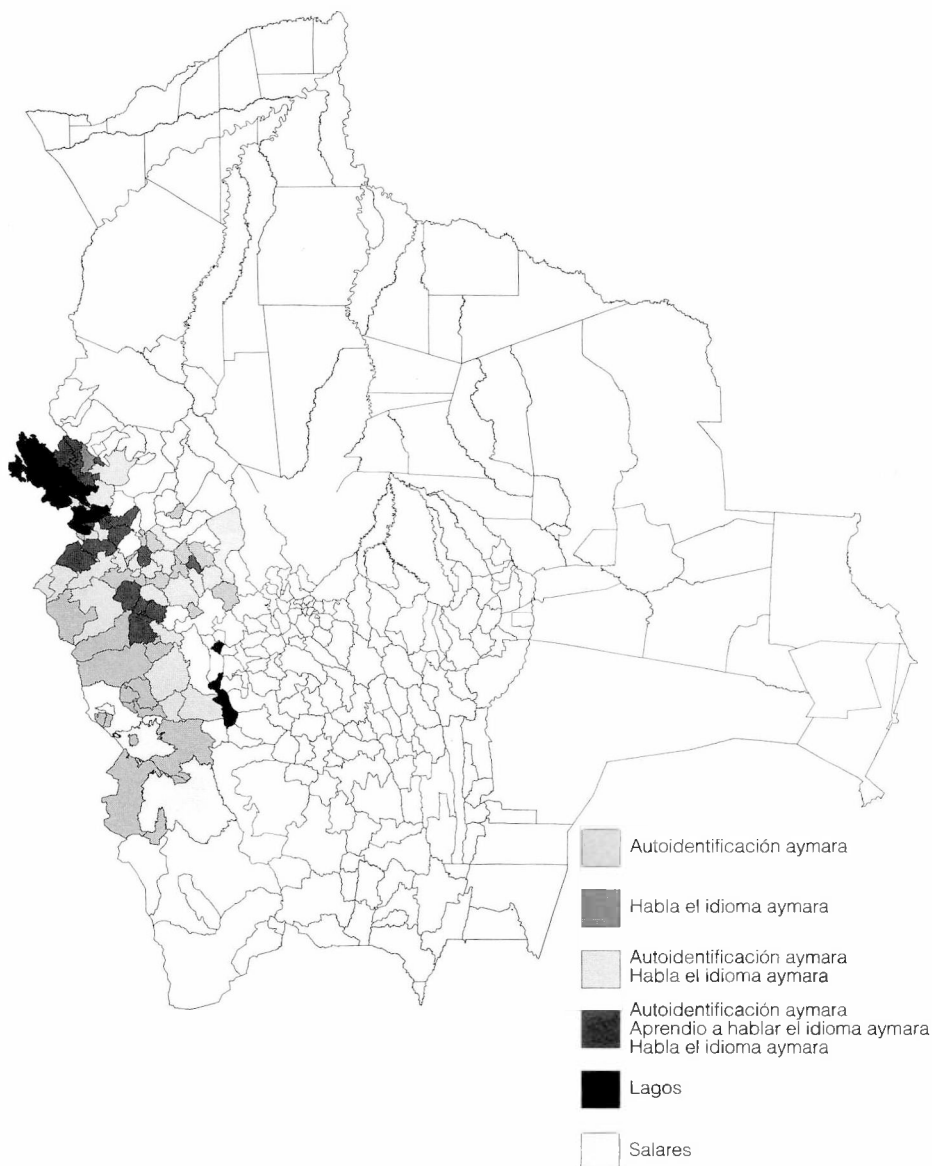 Autoidentificación aymara
Habla el idioma aymara
Autoidentificación aymara
Habla el idioma aymara
Autoidentificación aymara
Aprendio a hablar el idioma aymara
Habla el idioma aymara
Lagos
Salares